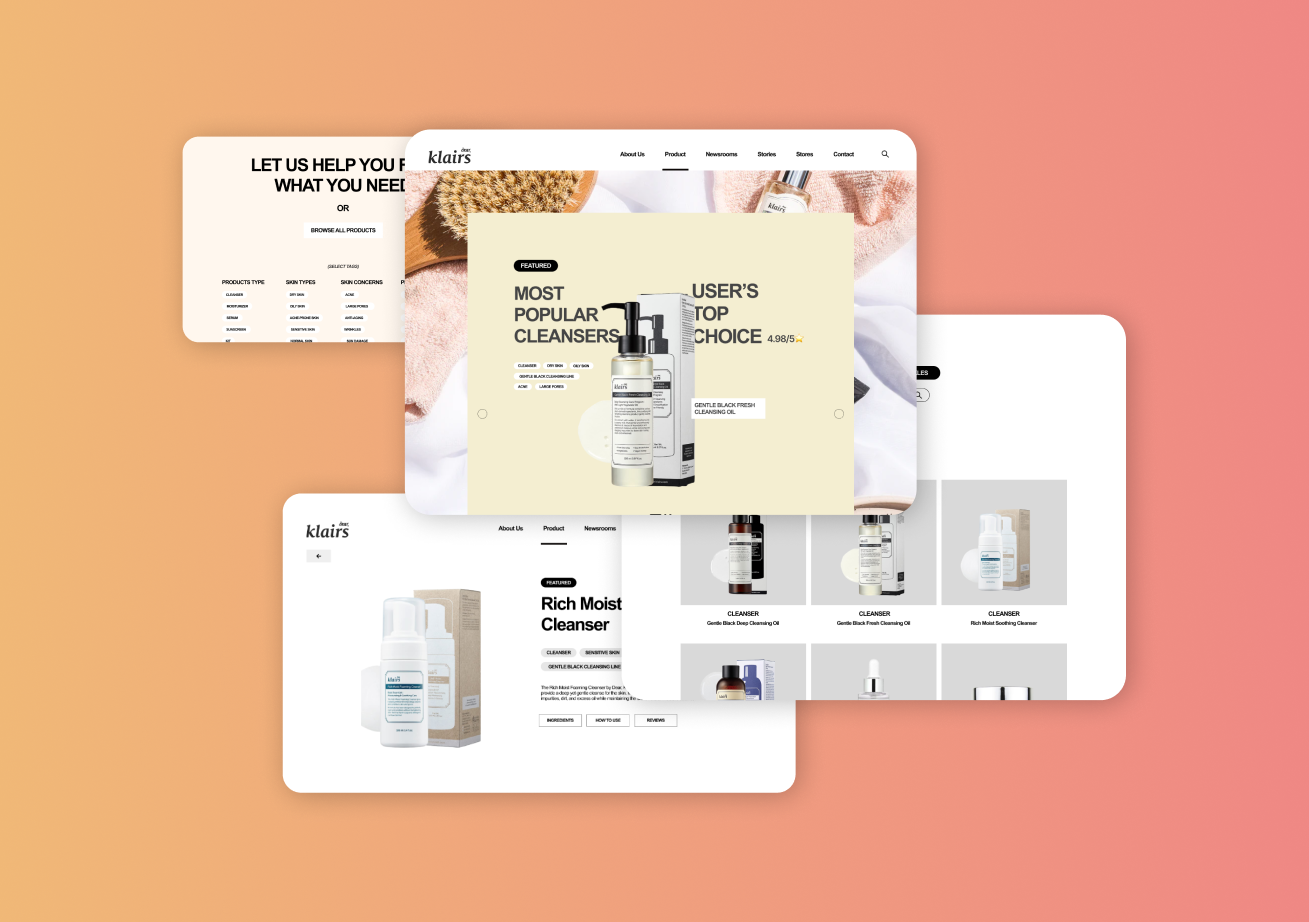 LET US HELP YOU F
WHAT YOU NEED
OR
BROWSE ALL PRODUCTS
(SELECT TAGS)
PRODUCTS TYPE
SKIN TYPES
SKIN CONCERNS
CLEANSER
DRY SKIN
ACNE
MOISTURIZER
OILY SKIN
LARGE PORES
SERUM
ACNE-PRONE SKIN
ANTI-AGING
SUNSCREEN
SENSITIVE SKIN
WRINKLES
KIT
NORMAL SKIN
SUN DAMAGE
dear,
klairs
About Us
Product
Newsrooms
Stories
Stores
Contact
klairs
FEATURED
MOST
POPULAR
CLEANSERS
USER'S
TOP
CHOICE 4.98/5
CLEANSER
DRY SKIN
OILY SKIN
GENTLE BLACK CLEANSING LINE
ACNE
LARGE PORES
klairs
GENTLE BLACK FRESH
CLEANSING OIL
LES
CLEANSER
Gentle Black Deep Cleansing Oil
CLEANSER
Gentle Black Fresh Cleansing Oil
CLEANSER
Rich Moist Soothing Cleanser
dear,
klairs
About Us
Product
Newsrooms
FEATURED
Rich Moist
Cleanser
CLEANSER
SENSITIVE SKIN
GENTLE BLACK CLEANSING LINE
The Rich Moist Foaming Cleanser by Dear, K
provide a deep yet gentle cleanse for the skin.
impurities, dirt, and excess oil while maintaining the
INGREDIENTS
HOW TO USE
REVIEWS
klairs